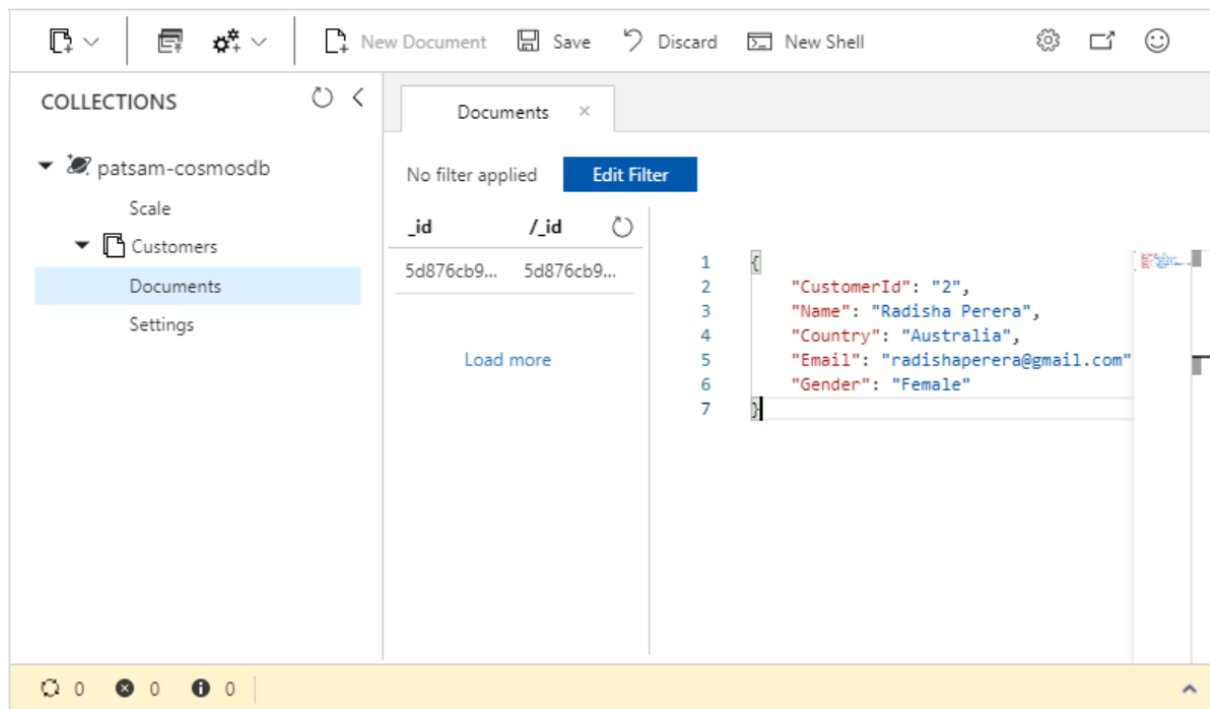 New Document Save Discard New Shell
COLLECTIONS
patsam-cosmosdb
Scale
Customers
Documents
Settings
Documents
No filter applied Edit Filter
_id /_id
5d876cb9... 5d876cb9...
Load more
1 {
2 "CustomerId": "2",
3 "Name": "Radisha Perera",
4 "Country": "Australia",
5 "Email": "radishaperera@gmail.com"
6 "Gender": "Female"
7 }
0 0 0